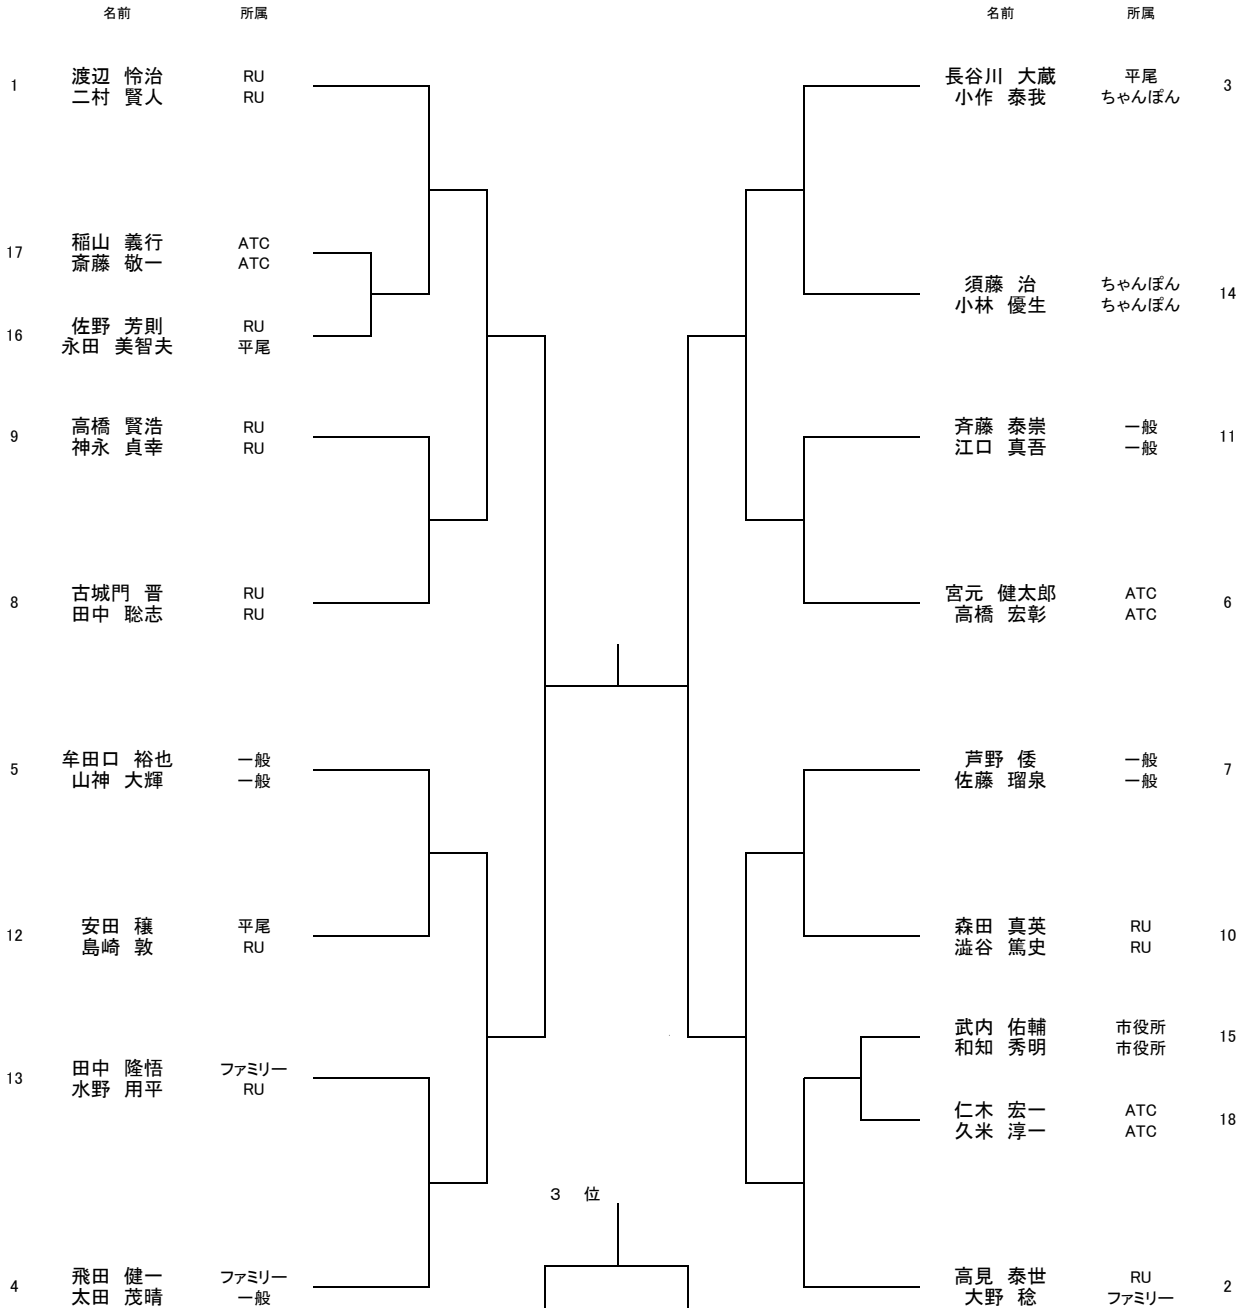 名前 所属
1 渡辺 怜治 RU
二村 賢人 RU
17 稲山 義行 ATC
斎藤 敬一 ATC
16 佐野 芳則 RU
永田 美智夫 平尾
9 高橋 賢浩 RU
神永 貞幸 RU
8 古城門 晋 RU
田中 聡志 RU
5 牟田口 裕也 一般
山神 大輝 一般
12 安田 穣 平尾
島崎 敦 RU
13 田中 隆悟 ファミリー
水野 用平 RU
4 飛田 健一 ファミリー
太田 茂晴 一般
3 位
名前 所属
長谷川 大蔵 平尾 3
小作 泰我 ちゃんぽん
須藤 治 ちゃんぽん 14
小林 優生 ちゃんぽん
斉藤 泰崇 一般 11
江口 真吾 一般
宮元 健太郎 ATC 6
高橋 宏彰 ATC
芦野 倭 一般 7
佐藤 瑠泉 一般
森田 真英 RU 10
澁谷 篤史 RU
武内 佑輔 市役所 15
和知 秀明 市役所
仁木 宏一 ATC 18
久米 淳一 ATC
高見 泰世 RU 2
大野 稔 ファミリー